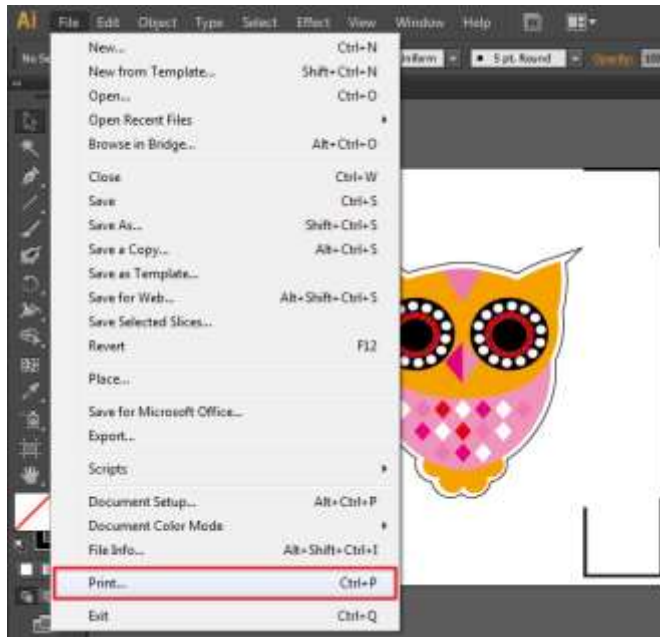 Ai File Edit Object Type Select Effect View Window Help
New... Ctrl+N
New from Template... Shift+Ctrl+N
Open... Ctrl+O
Open Recent Files
Browse in Bridge... Alt+Ctrl+O
Close Ctrl+W
Save Ctrl+S
Save As... Shift+Ctrl+S
Save a Copy... Alt+Ctrl+S
Save as Template...
Save for Web... Alt+Shift+Ctrl+S
Save Selected Slices...
Revert F12
Place...
Save for Microsoft Office...
Export...
Scripts
Document Setup... Alt+Ctrl+P
Document Color Mode
File Info... Alt+Shift+Ctrl+I
Print... Ctrl+P
Exit Ctrl+Q
No Se
5 pt. Round
Opacity: 100